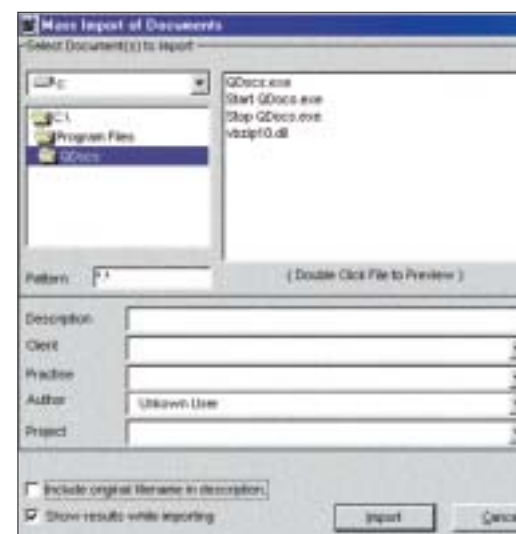 Mass Import of Documents
Select Document(s) to Import
C:
C:\
Program Files
QDocs
QDocs.exe
Start QDocs.exe
Stop QDocs.exe
vbzip10.dll
Pattern *.*
( Double Click File to Preview )
Description
Client
Practise
Author Unkown User
Project
Include original filename in description.
Show results while importing
Import Cancel